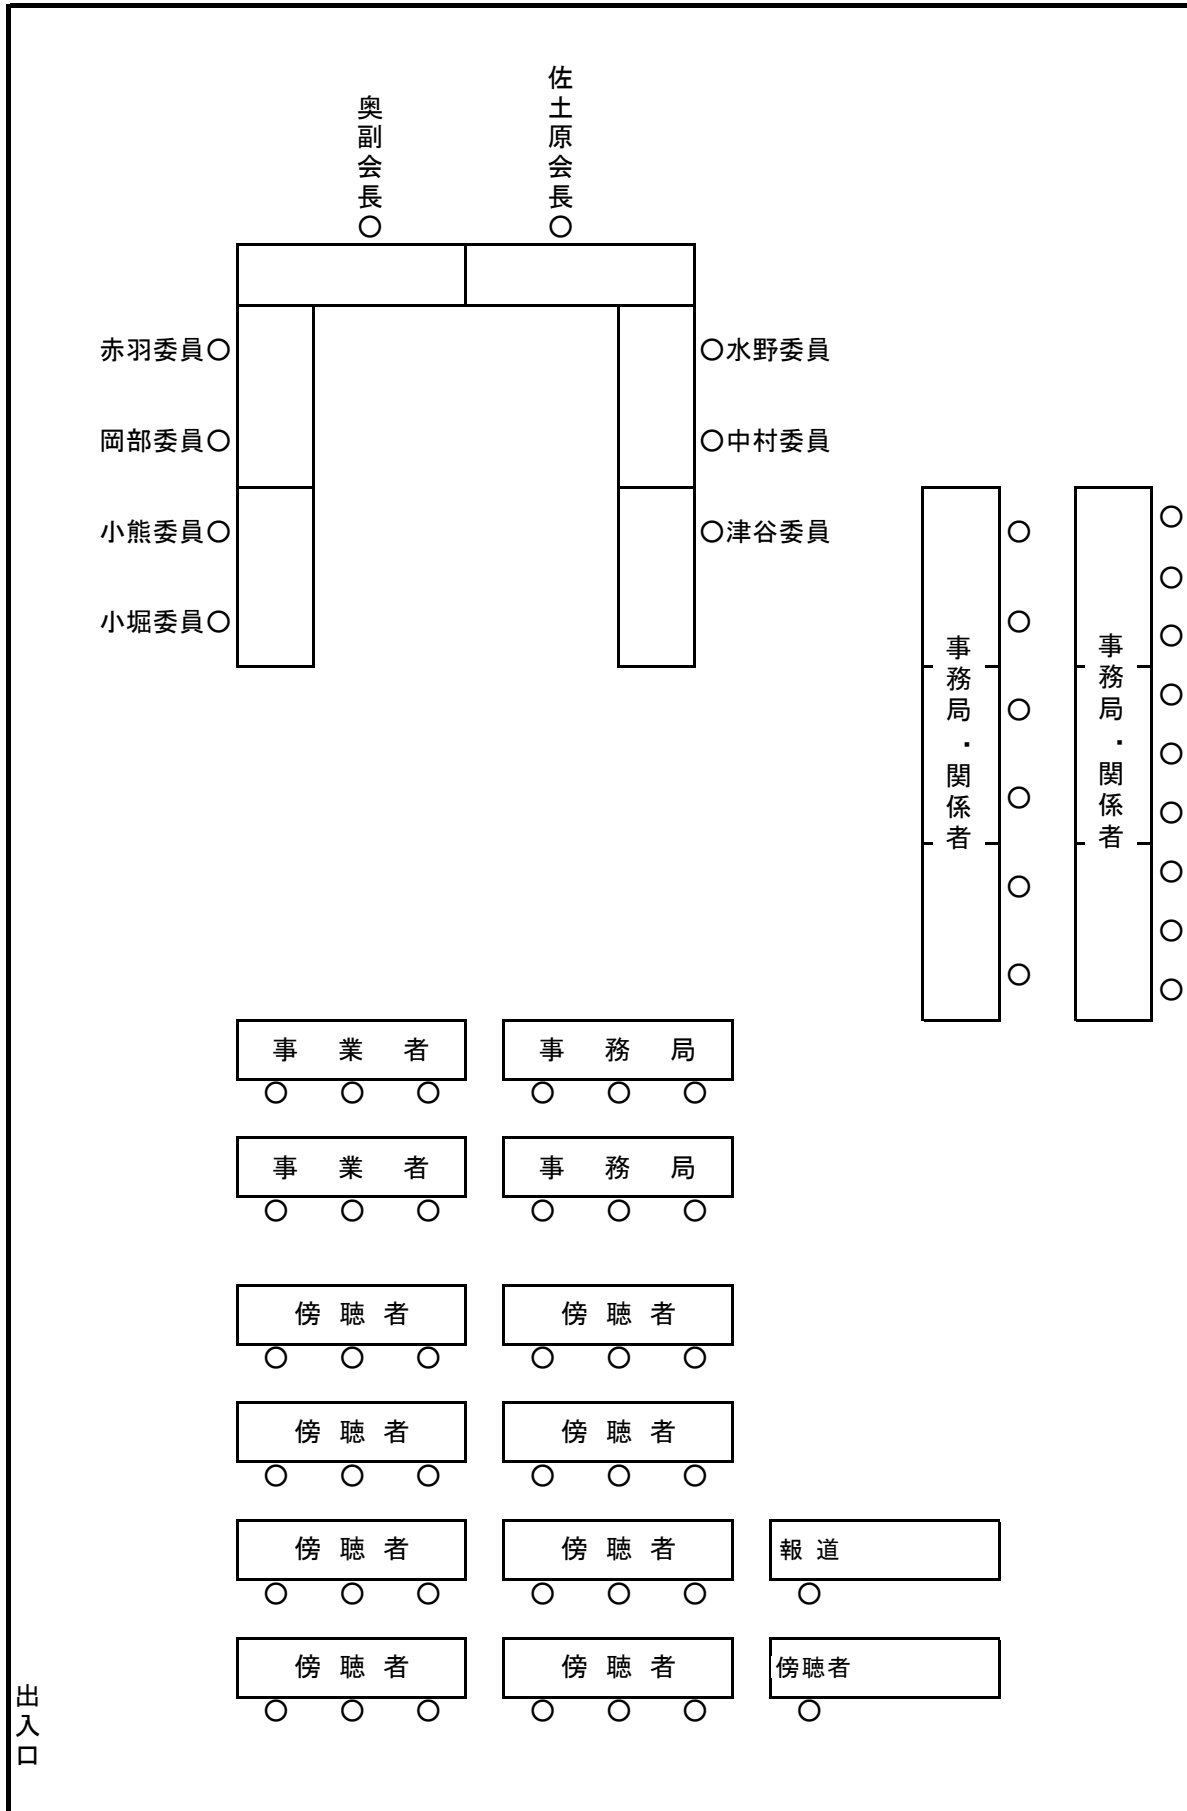 佐土原会長○
奥副会長○
赤羽委員○
○水野委員
岡部委員○
○中村委員
小熊委員○
○津谷委員
小堀委員○
事務局・関係者
事務局・関係者
事業者
事務局
事業者
事務局
傍聴者
傍聴者
傍聴者
傍聴者
傍聴者
傍聴者
報道
傍聴者
傍聴者
傍聴者
出入口